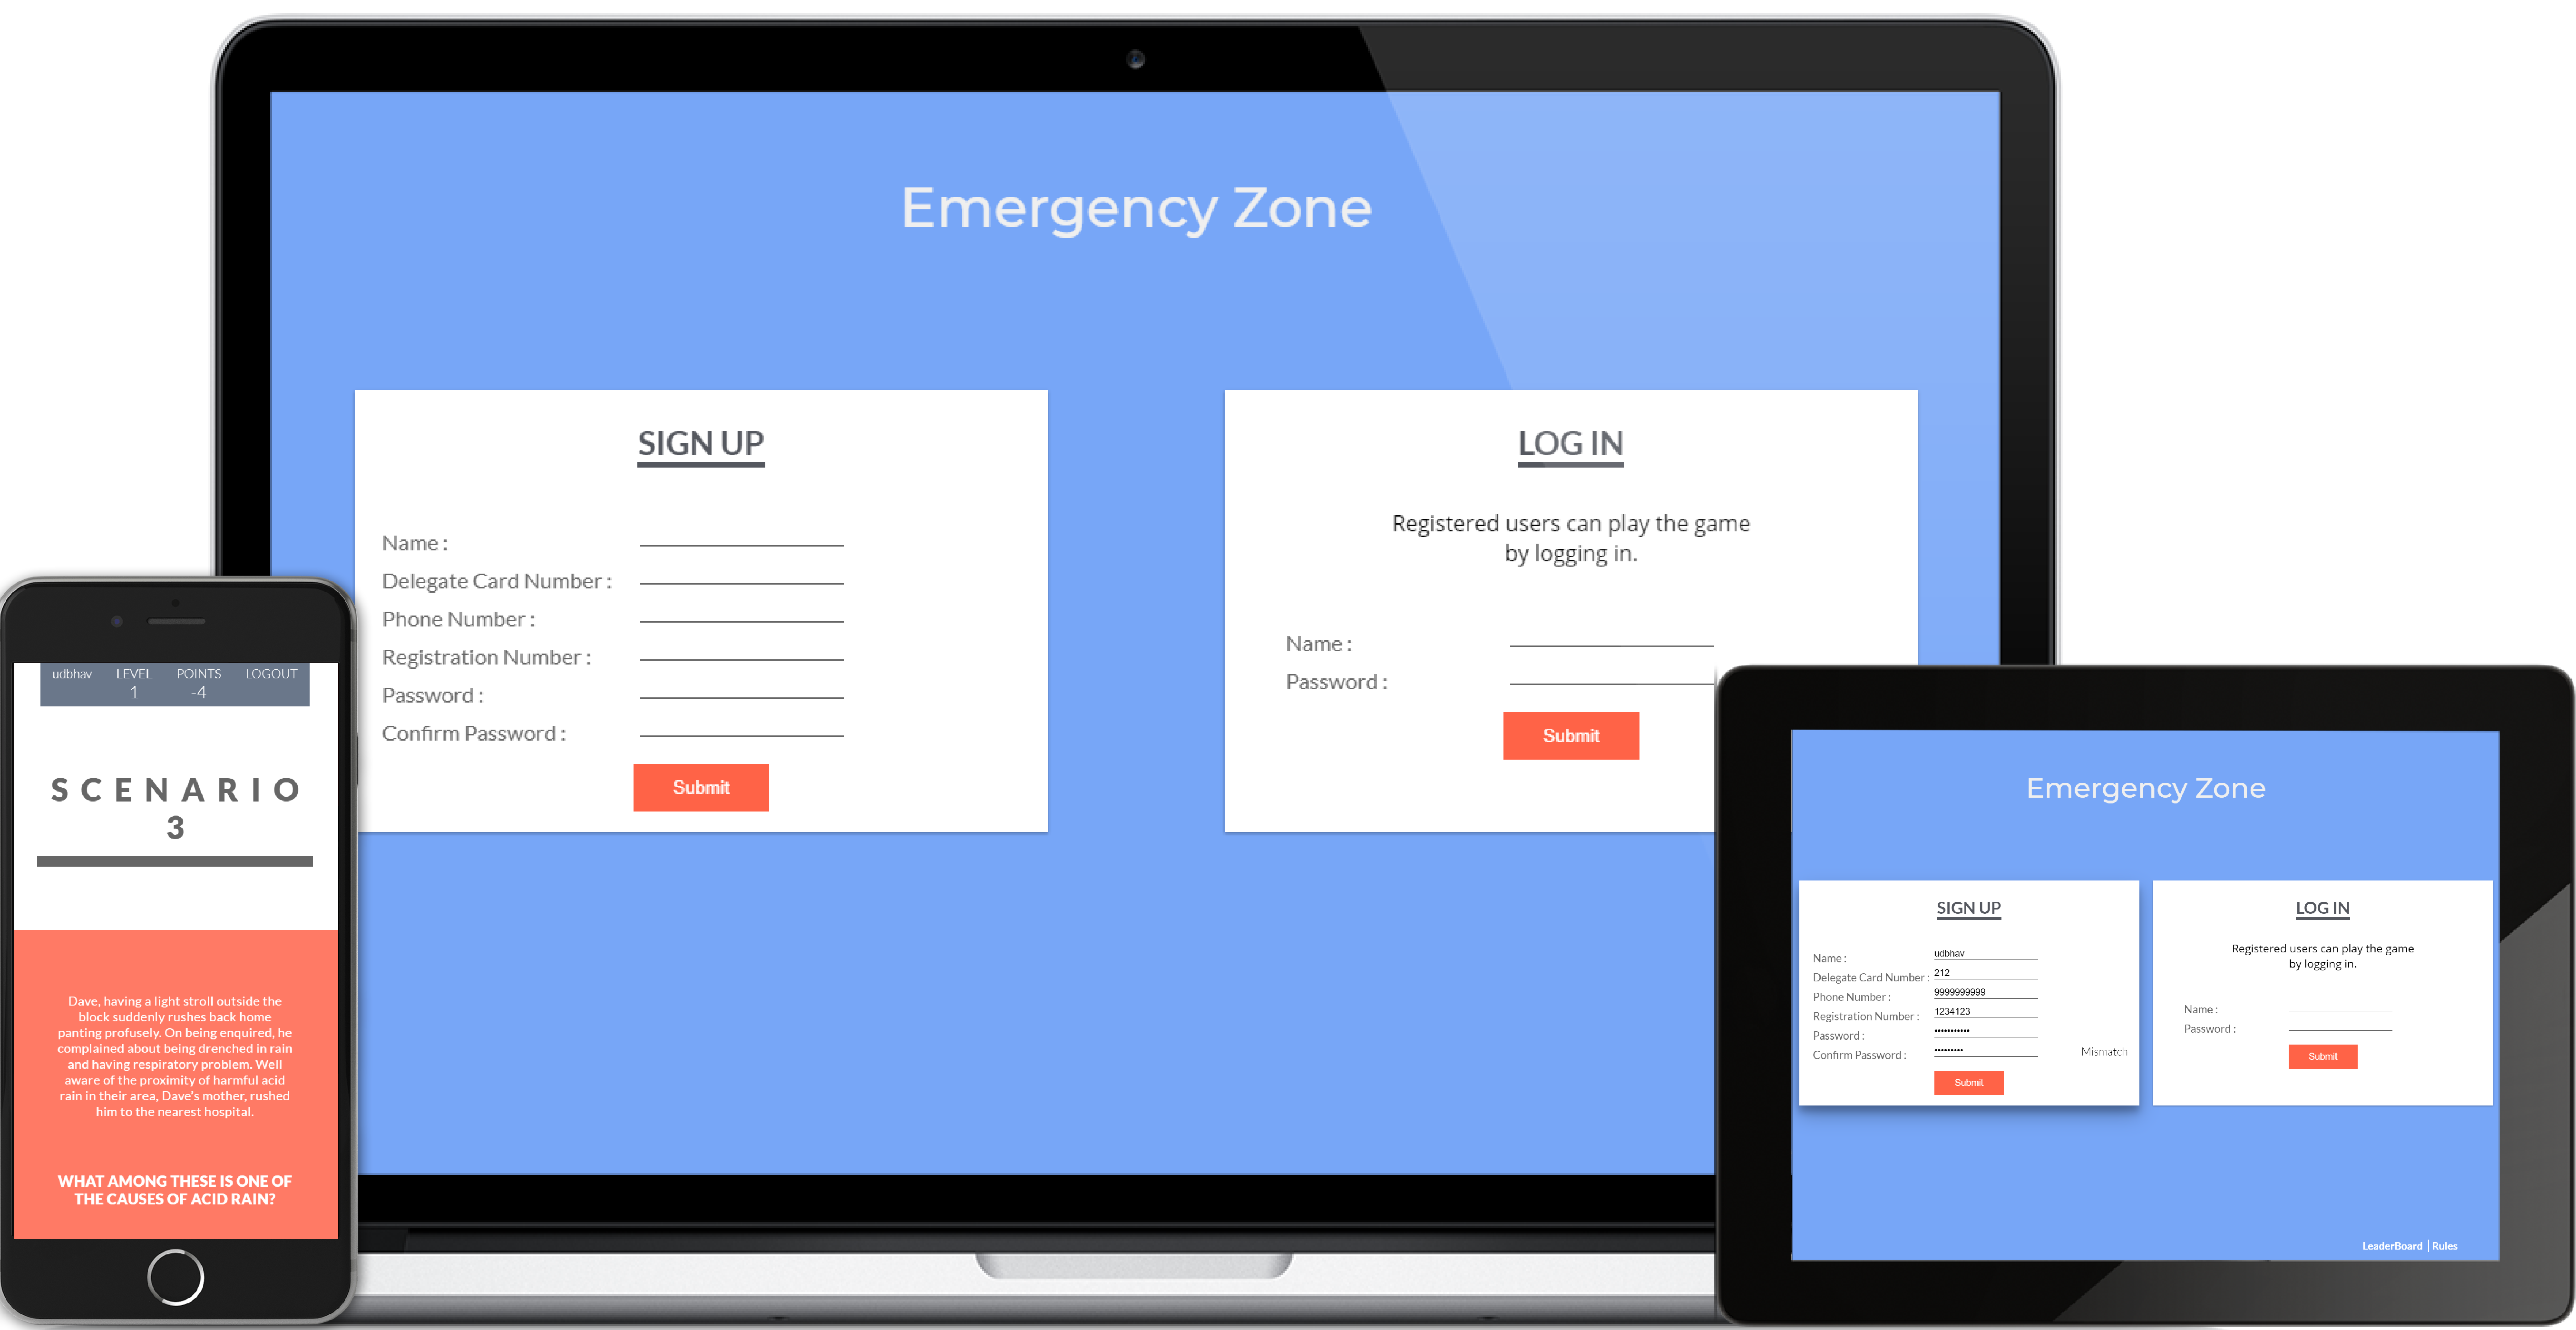 Emergency Zone
SIGN UP
Name :
Delegate Card Number :
Phone Number :
Registration Number :
Password :
Confirm Password :
Submit
LOG IN
Registered users can play the game
by logging in.
Name :
Password :
Submit
udbhav LEVEL POINTS LOGOUT
1 -4
SCENARIO
3
Dave, having a light stroll outside the
block suddenly rushes back home
panting profusely. On being enquired, he
complained about being drenched in rain
and having respiratory problem. Well
aware of the proximity of harmful acid
rain in their area, Dave's mother, rushed
him to the nearest hospital.
WHAT AMONG THESE IS ONE OF
THE CAUSES OF ACID RAIN?
Emergency Zone
SIGN UP
Name : udbhav
Delegate Card Number : 212
Phone Number : 9999999999
Registration Number : 1234123
Password : •••••••••••
Confirm Password : ••••••••• Mismatch
Submit
LOG IN
Registered users can play the game
by logging in.
Name :
Password :
Submit
LeaderBoard | Rules